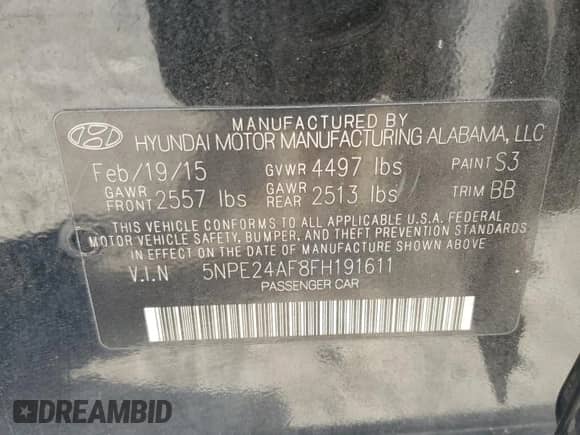 MANUFACTURED BY
HYUNDAI MOTOR MANUFACTURING ALABAMA, LLC
Feb/19/15 GVWR 4497 lbs PAINT S3
GAWR FRONT 2557 lbs GAWR REAR 2513 lbs TRIM BB
THIS VEHICLE CONFORMS TO ALL APPLICABLE U.S.A. FEDERAL
MOTOR VEHICLE SAFETY, BUMPER, AND THEFT PREVENTION STANDARDS
IN EFFECT ON THE DATE OF MANUFACTURE SHOWN ABOVE.
V.I.N 5NPE24AF8FH191611
PASSENGER CAR
DREAMBID